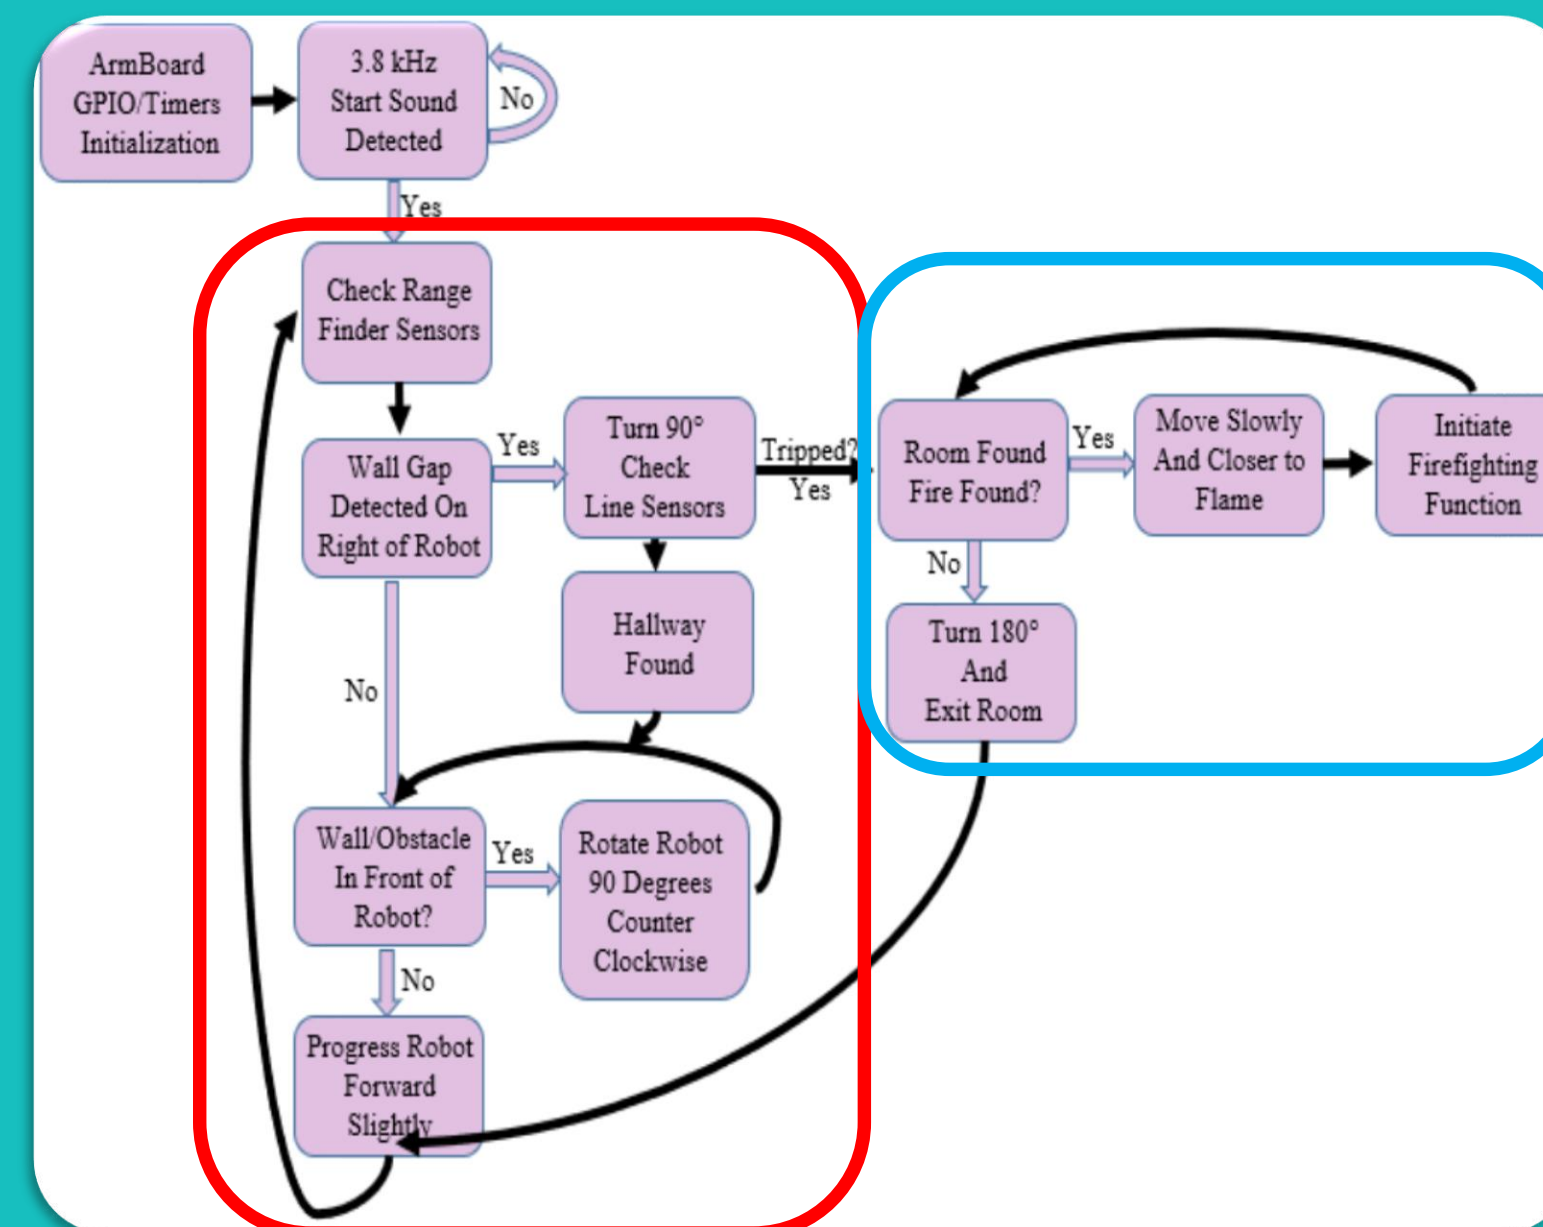 ArmBoard
GPIO/Timers
Initialization
3.8 kHz
Start Sound
Detected
No
Yes
Check Range
Finder Sensors
Wall Gap
Detected On
Right of Robot
Yes
Turn 90°
Check
Line Sensors
Tripped?
Yes
Room Found
Fire Found?
Yes
Move Slowly
And Closer to
Flame
Initiate
Firefighting
Function
No
Turn 180°
And
Exit Room
Hallway
Found
No
Wall/Obstacle
In Front of
Robot?
Yes
Rotate Robot
90 Degrees
Counter
Clockwise
No
Progress Robot
Forward
Slightly